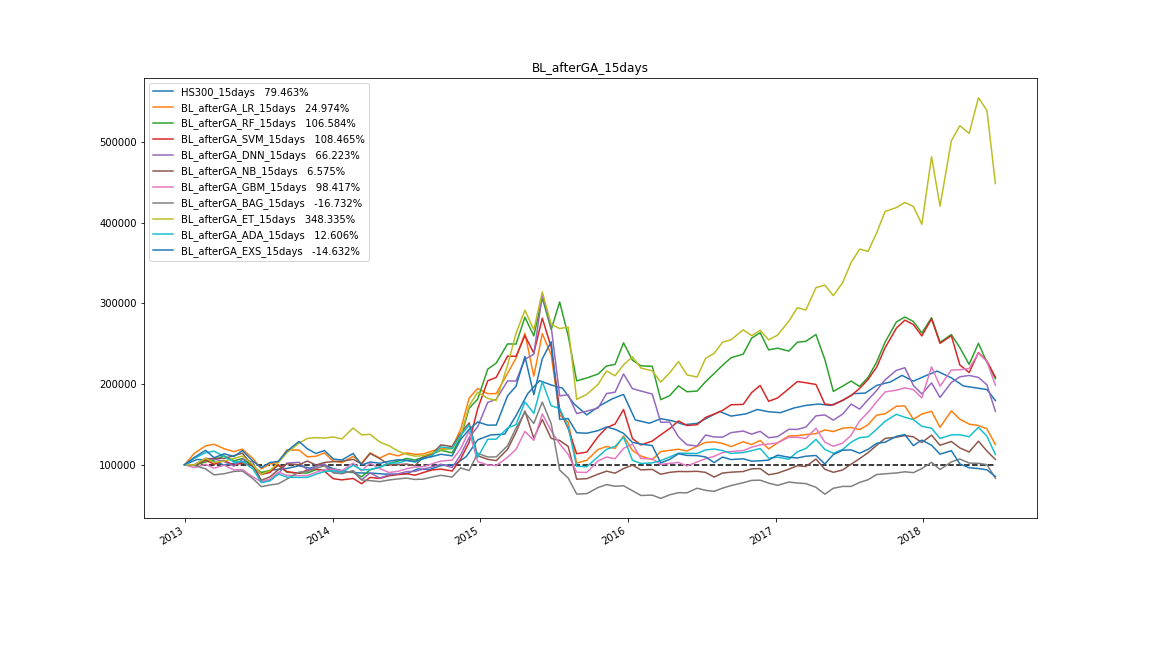 BL_afterGA_15days
HS300_15days 79.463%
BL_afterGA_LR_15days 24.974%
BL_afterGA_RF_15days 106.584%
BL_afterGA_SVM_15days 108.465%
BL_afterGA_DNN_15days 66.223%
BL_afterGA_NB_15days 6.575%
BL_afterGA_GBM_15days 98.417%
BL_afterGA_BAG_15days -16.732%
BL_afterGA_ET_15days 348.335%
BL_afterGA_ADA_15days 12.606%
BL_afterGA_EXS_15days -14.632%
500000
400000
300000
200000
100000
2013 2014 2015 2016 2017 2018